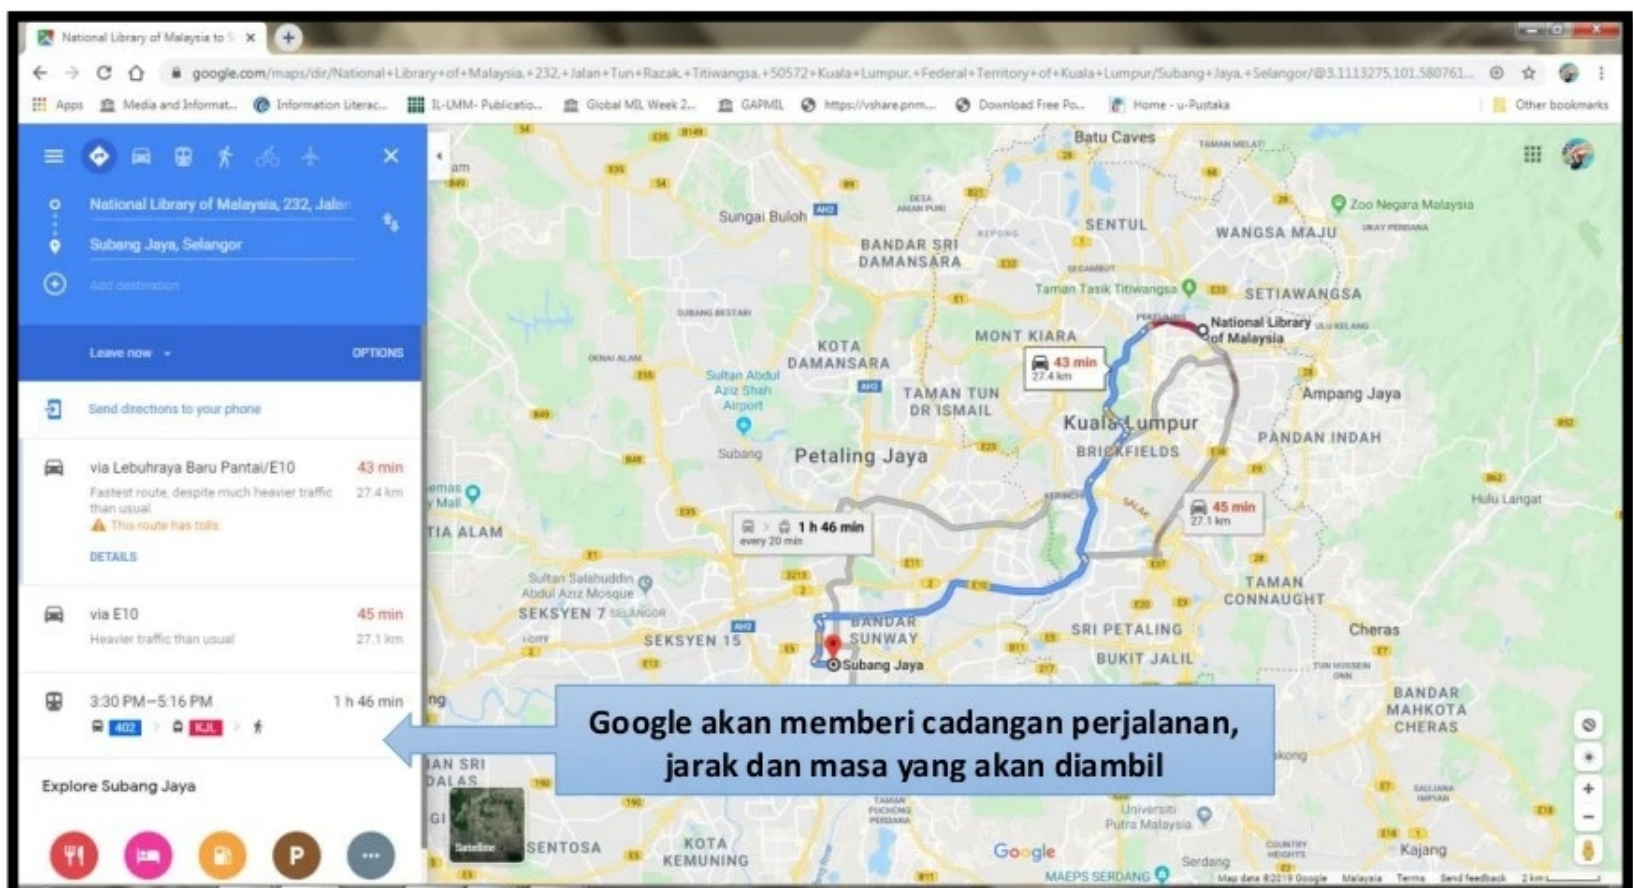 National Library of Malaysia to S
google.com/maps/dir/National+Library+of+Malaysia,+232,+Jalan+Tun+Razak,+Titiwangsa,+50572+Kuala+Lumpur,+Federal+Territory+of+Kuala+Lumpur/Subang+Jaya,+Selangor/@3.1113275,101.580761...
Apps Media and Informat... Information Literac... IL-LMM- Publicatio... Global MIL Week 2... GAPMIL https://vshare.pnm.... Download Free Po... Home - u-Pustaka Other bookmarks
National Library of Malaysia, 232, Jalan
Subang Jaya, Selangor
Add destination
Leave now OPTIONS
Send directions to your phone
via Lebuhraya Baru Pantai/E10 43 min
Fastest route, despite much heavier traffic 27.4 km
than usual
This route has tolls.
DETAILS
via E10 45 min
Heavier traffic than usual 27.1 km
3:30 PM—5:16 PM 1 h 46 min
402 > KJL >
Explore Subang Jaya
P
Satellite
Batu Caves
Zoo Negara Malaysia
Sungai Buloh
SENTUL
WANGSA MAJU
BANDAR SRI
DAMANSARA
Taman Tasik Titiwangsa
SETIAWANGSA
National Library
of Malaysia
MONT KIARA
KOTA
DAMANSARA
43 min
27.4 km
Sultan Abdul
Aziz Shah
Airport
TAMAN TUN
DR ISMAIL
Ampang Jaya
Kuala Lumpur
BRICKFIELDS
PANDAN INDAH
Subang
Petaling Jaya
Hulu Langat
45 min
27.1 km
1 h 46 min
every 20 min
Sultan Salahuddin
Abdul Aziz Mosque
SEKSYEN 7
SELANGOR
TAMAN
CONNAUGHT
SEKSYEN 15
BANDAR
SUNWAY
SRI PETALING
Cheras
Subang Jaya
BUKIT JALIL
BANDAR
MAHKOTA
CHERAS
Google akan memberi cadangan perjalanan,
jarak dan masa yang akan diambil
Universiti
Putra Malaysia
SENTOSA
KOTA
KEMUNING
Google
Serdang
Kajang
MAEPS SERDANG
Map data ©2019 Google Malaysia Terms Send feedback 2 km